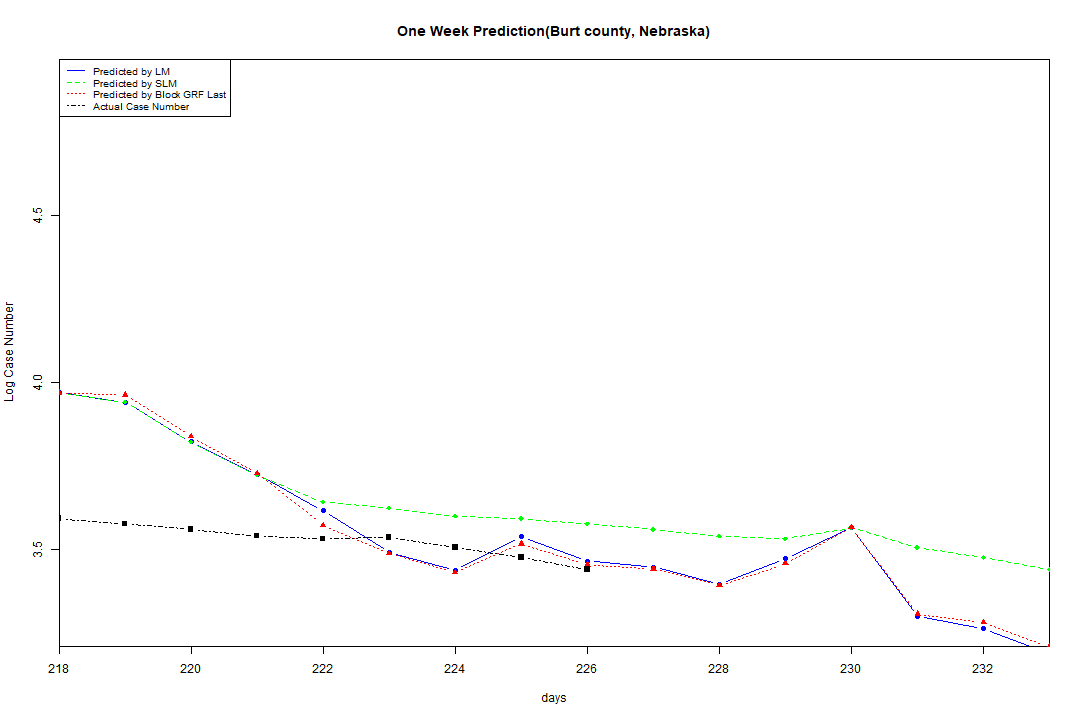 One Week Prediction(Burt county, Nebraska)
Predicted by LM
Predicted by SLM
Predicted by Block GRF Last
Actual Case Number
Log Case Number
4.5
4.0
3.5
218 220 222 224 226 228 230 232
days